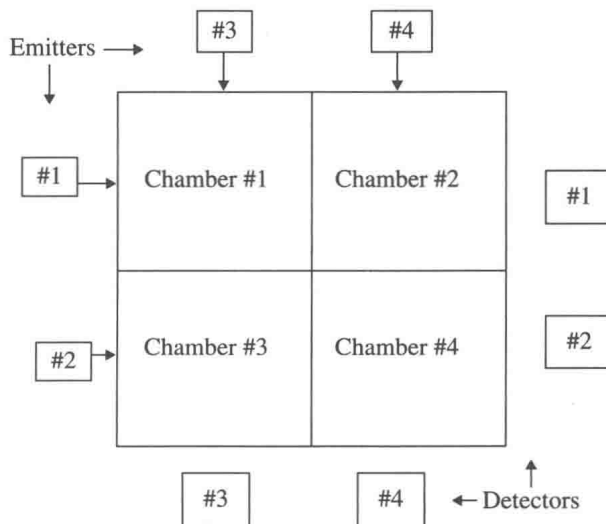 #3
#4
Emitters
#1
Chamber #1
Chamber #2
#1
#2
Chamber #3
Chamber #4
#2
#3
#4
Detectors